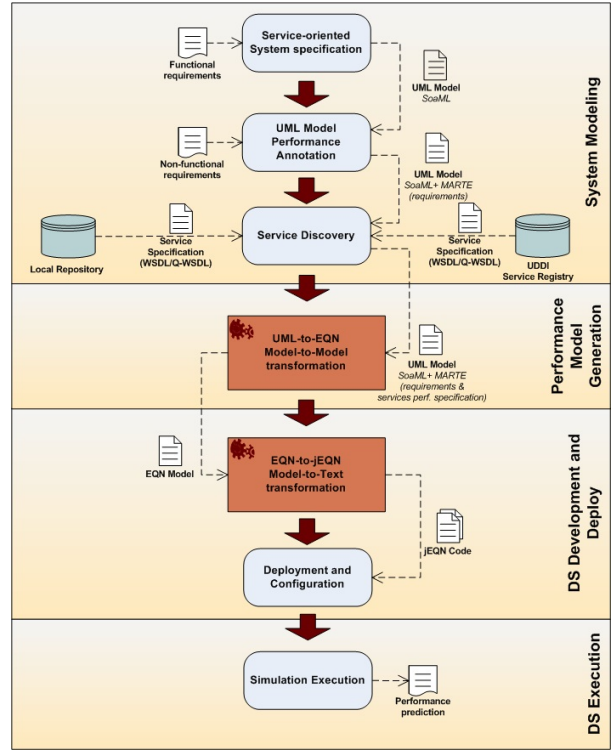 Service-oriented
System specification
Functional
requirements
UML Model
SoaML
UML Model
Performance
Annotation
Non-functional
requirements
UML Model
SoaML+ MARTE
(requirements)
Service Discovery
Local Repository
Service
Specification
(WSDL/Q-WSDL)
Service
Specification
(WSDL/Q-WSDL)
UDDI
Service Registry
System Modeling
UML-to-EQN
Model-to-Model
transformation
UML Model
SoaML+ MARTE
(requirements &
services perf. specification)
Performance
Model
Generation
EQN Model
EQN-to-jEQN
Model-to-Text
transformation
jEQN Code
Deployment and
Configuration
DS Development and
Deploy
Simulation Execution
Performance
prediction
DS Execution